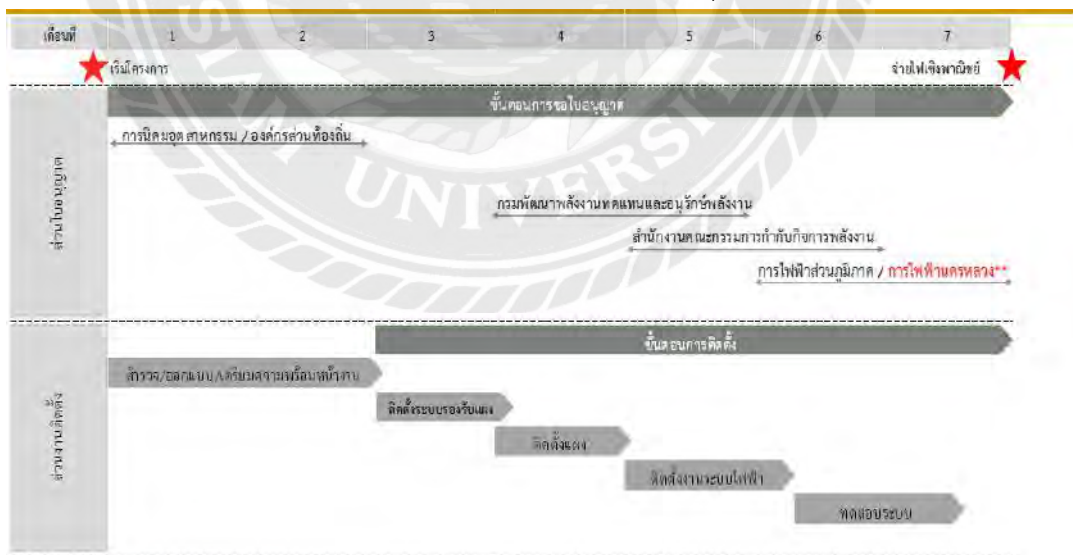 เดือนที่ 1 2 3 4 5 6 7
เริ่มโครงการ จ่ายไฟเชิงพาณิชย์
ขั้นตอนการขอใบอนุญาต
ส่วนใบอนุญาต
การนิคมอุตสาหกรรม / องค์กรส่วนท้องถิ่น
กรมพัฒนาพลังงานทดแทนและอนุรักษ์พลังงาน
สำนักงานคณะกรรมการกำกับกิจการพลังงาน
การไฟฟ้าส่วนภูมิภาค / การไฟฟ้านครหลวง**
ขั้นตอนการติดตั้ง
ส่วนงานติดตั้ง
สำรวจ/ออกแบบ/เตรียมความพร้อมหน้างาน
ติดตั้งระบบรองรับแผง
ติดตั้งแผง
ติดตั้งงานระบบไฟฟ้า
ทดสอบระบบ
SIAM UNIVERSITY